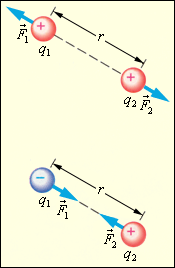 r
+
F⃗₁
q₁
+
q₂
F⃗₂
r
−
q₁
F⃗₁
F⃗₂
+
q₂